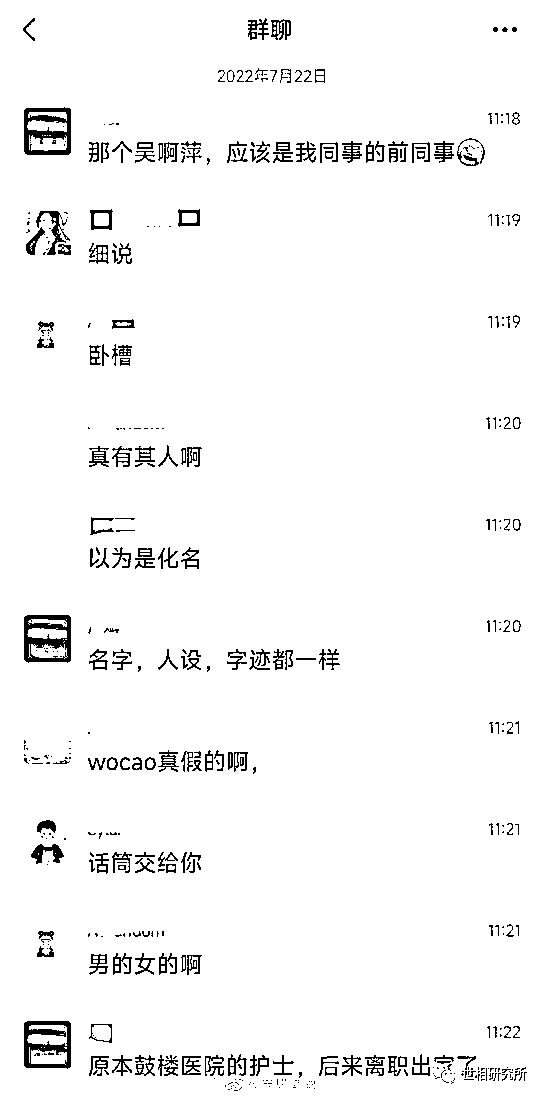 群聊
2022年7月22日
11:18
那个吴啊萍，应该是我同事的前同事
11:19
细说
11:19
卧槽
11:20
真有其人啊
11:20
以为是化名
11:20
名字，人设，字迹都一样
11:21
wocao真假的啊，
11:21
话筒交给你
11:21
男的女的啊
11:22
原本鼓楼医院的护士，后来离职出家了
世相研究所